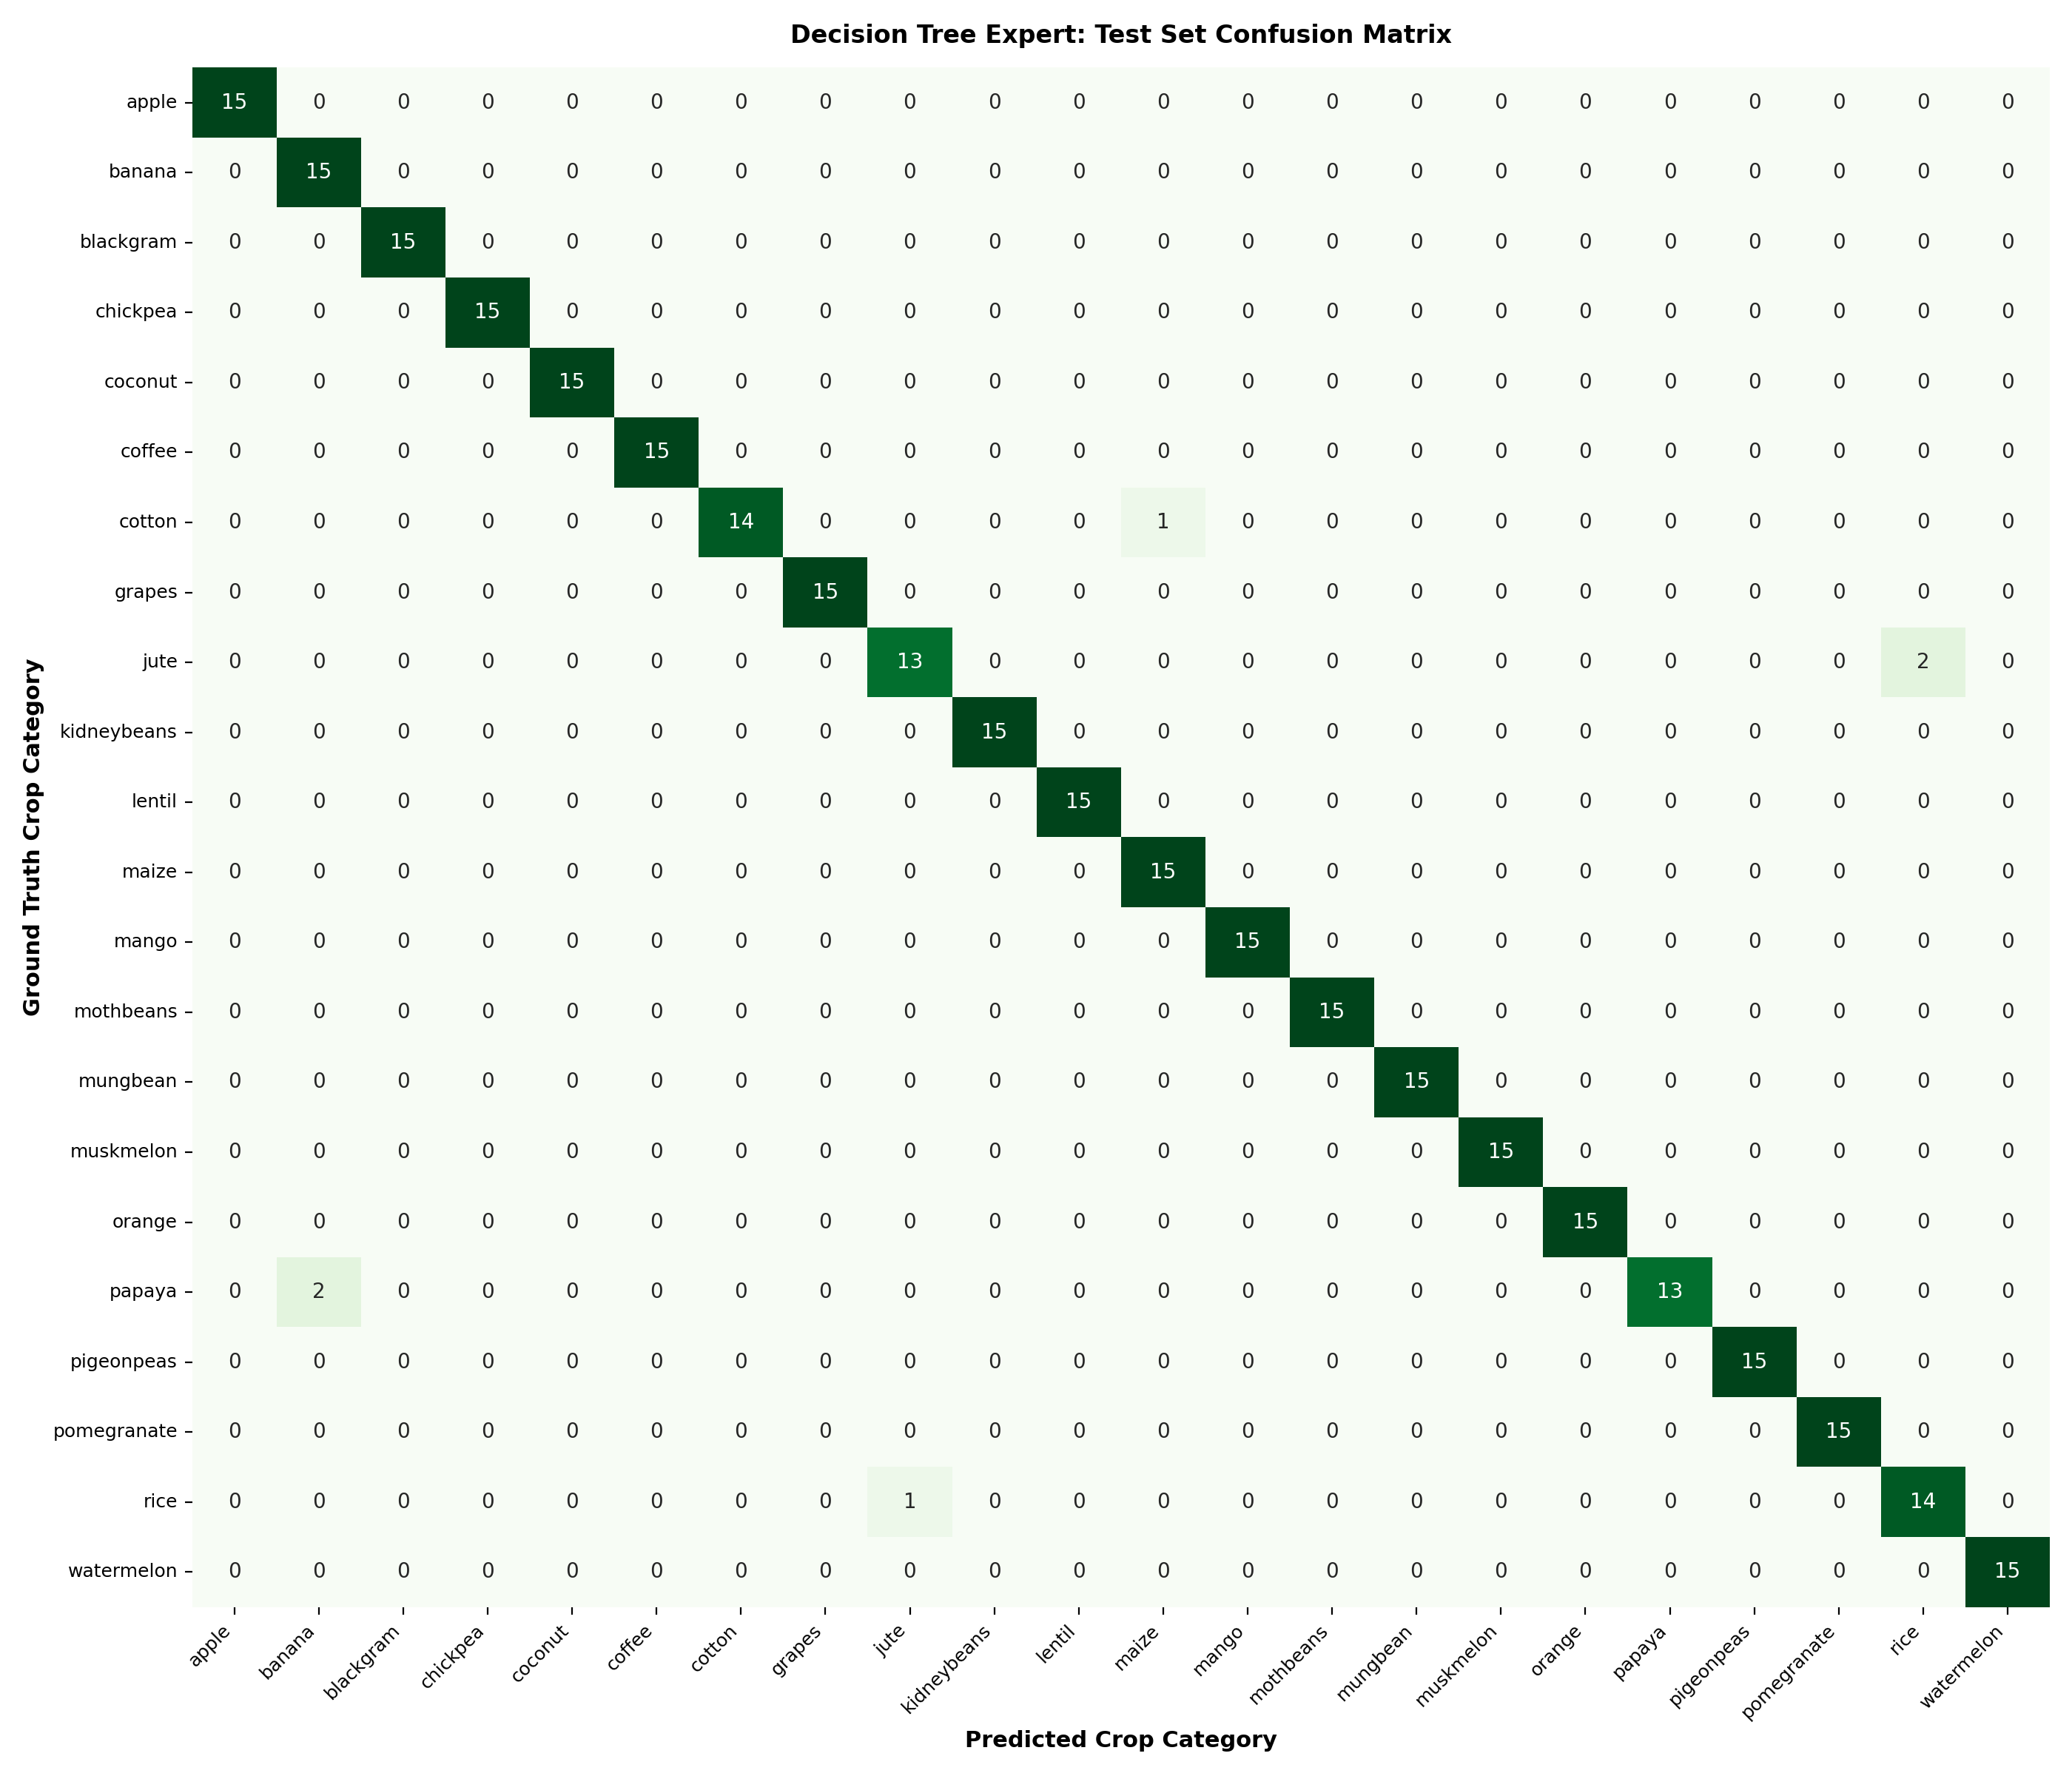 Decision Tree Expert: Test Set Confusion Matrix
apple 15 0 0 0 0 0 0 0 0 0 0 0 0 0 0 0 0 0 0 0 0 0
banana 0 15 0 0 0 0 0 0 0 0 0 0 0 0 0 0 0 0 0 0 0 0
blackgram 0 0 15 0 0 0 0 0 0 0 0 0 0 0 0 0 0 0 0 0 0 0
chickpea 0 0 0 15 0 0 0 0 0 0 0 0 0 0 0 0 0 0 0 0 0 0
coconut 0 0 0 0 15 0 0 0 0 0 0 0 0 0 0 0 0 0 0 0 0 0
coffee 0 0 0 0 0 15 0 0 0 0 0 0 0 0 0 0 0 0 0 0 0 0
cotton 0 0 0 0 0 0 14 0 0 0 0 1 0 0 0 0 0 0 0 0 0 0
grapes 0 0 0 0 0 0 0 15 0 0 0 0 0 0 0 0 0 0 0 0 0 0
jute 0 0 0 0 0 0 0 0 13 0 0 0 0 0 0 0 0 0 0 0 2 0
kidneybeans 0 0 0 0 0 0 0 0 0 15 0 0 0 0 0 0 0 0 0 0 0 0
lentil 0 0 0 0 0 0 0 0 0 0 15 0 0 0 0 0 0 0 0 0 0 0
maize 0 0 0 0 0 0 0 0 0 0 0 15 0 0 0 0 0 0 0 0 0 0
mango 0 0 0 0 0 0 0 0 0 0 0 0 15 0 0 0 0 0 0 0 0 0
mothbeans 0 0 0 0 0 0 0 0 0 0 0 0 0 15 0 0 0 0 0 0 0 0
mungbean 0 0 0 0 0 0 0 0 0 0 0 0 0 0 15 0 0 0 0 0 0 0
muskmelon 0 0 0 0 0 0 0 0 0 0 0 0 0 0 0 15 0 0 0 0 0 0
orange 0 0 0 0 0 0 0 0 0 0 0 0 0 0 0 0 15 0 0 0 0 0
papaya 0 2 0 0 0 0 0 0 0 0 0 0 0 0 0 0 0 13 0 0 0 0
pigeonpeas 0 0 0 0 0 0 0 0 0 0 0 0 0 0 0 0 0 0 15 0 0 0
pomegranate 0 0 0 0 0 0 0 0 0 0 0 0 0 0 0 0 0 0 0 15 0 0
rice 0 0 0 0 0 0 0 0 1 0 0 0 0 0 0 0 0 0 0 0 14 0
watermelon 0 0 0 0 0 0 0 0 0 0 0 0 0 0 0 0 0 0 0 0 0 15
apple banana blackgram chickpea coconut coffee cotton grapes jute kidneybeans lentil maize mango mothbeans mungbean muskmelon orange papaya pigeonpeas pomegranate rice watermelon
Predicted Crop Category
Ground Truth Crop Category